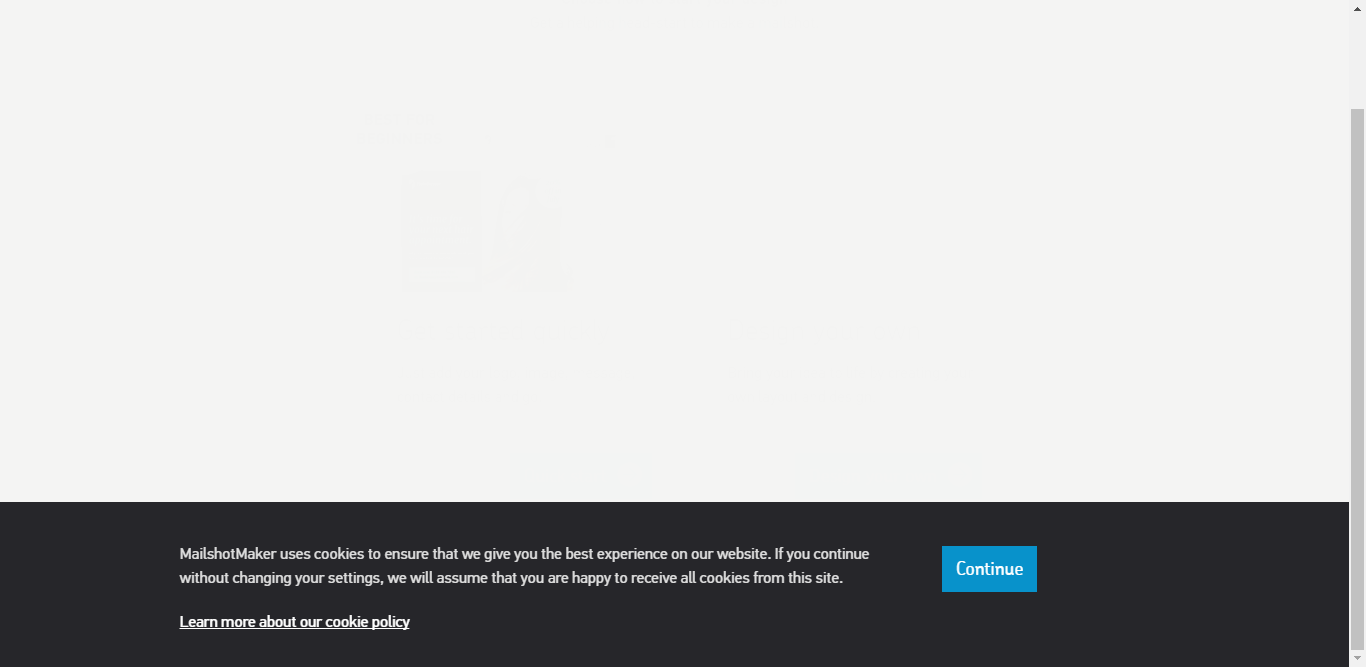 MailshotMaker uses cookies to ensure that we give you the best experience on our website. If you continue
without changing your settings, we will assume that you are happy to receive all cookies from this site.
Continue
Learn more about our cookie policy